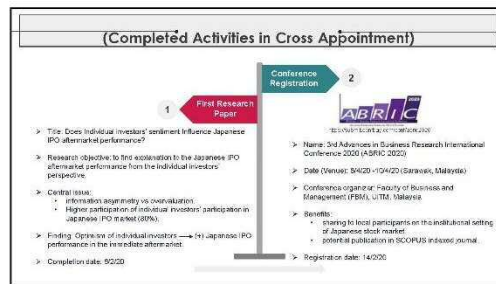 (Completed Activities in Cross Appointment)
1
First Research
Paper
➢ Title: Does Individual investors' sentiment Influence Japanese
IPO aftermarket performance?
➢ Research objective: to find explanation to the Japanese IPO
aftermarket performance from the individual investors'
perspective.
➢ Central issue:
• information asymmetry vs overvaluation.
• Higher participation of individual investors' participation in
Japanese IPO market (80%).
➢ Finding: Optimism of individual investors ⟶ (+) Japanese IPO
performance in the immediate aftermarket.
➢ Completion date: 9/2/20
Conference
Registration
2
ABRIC
2020
➢ Name: 3rd Advances in Business Research International
Conference 2020 (ABRIC 2020)
➢ Date (Venue): 8/4/20 -10/4/20 (Sarawak, Malaysia)
➢ Conference organizer: Faculty of Business and
Management (FBM), UiTM, Malaysia
➢ Benefits:
• sharing to local participants on the institutional setting
of Japanese stock market.
• potential publication in SCOPUS indexed journal.
➢ Registration date: 14/2/20